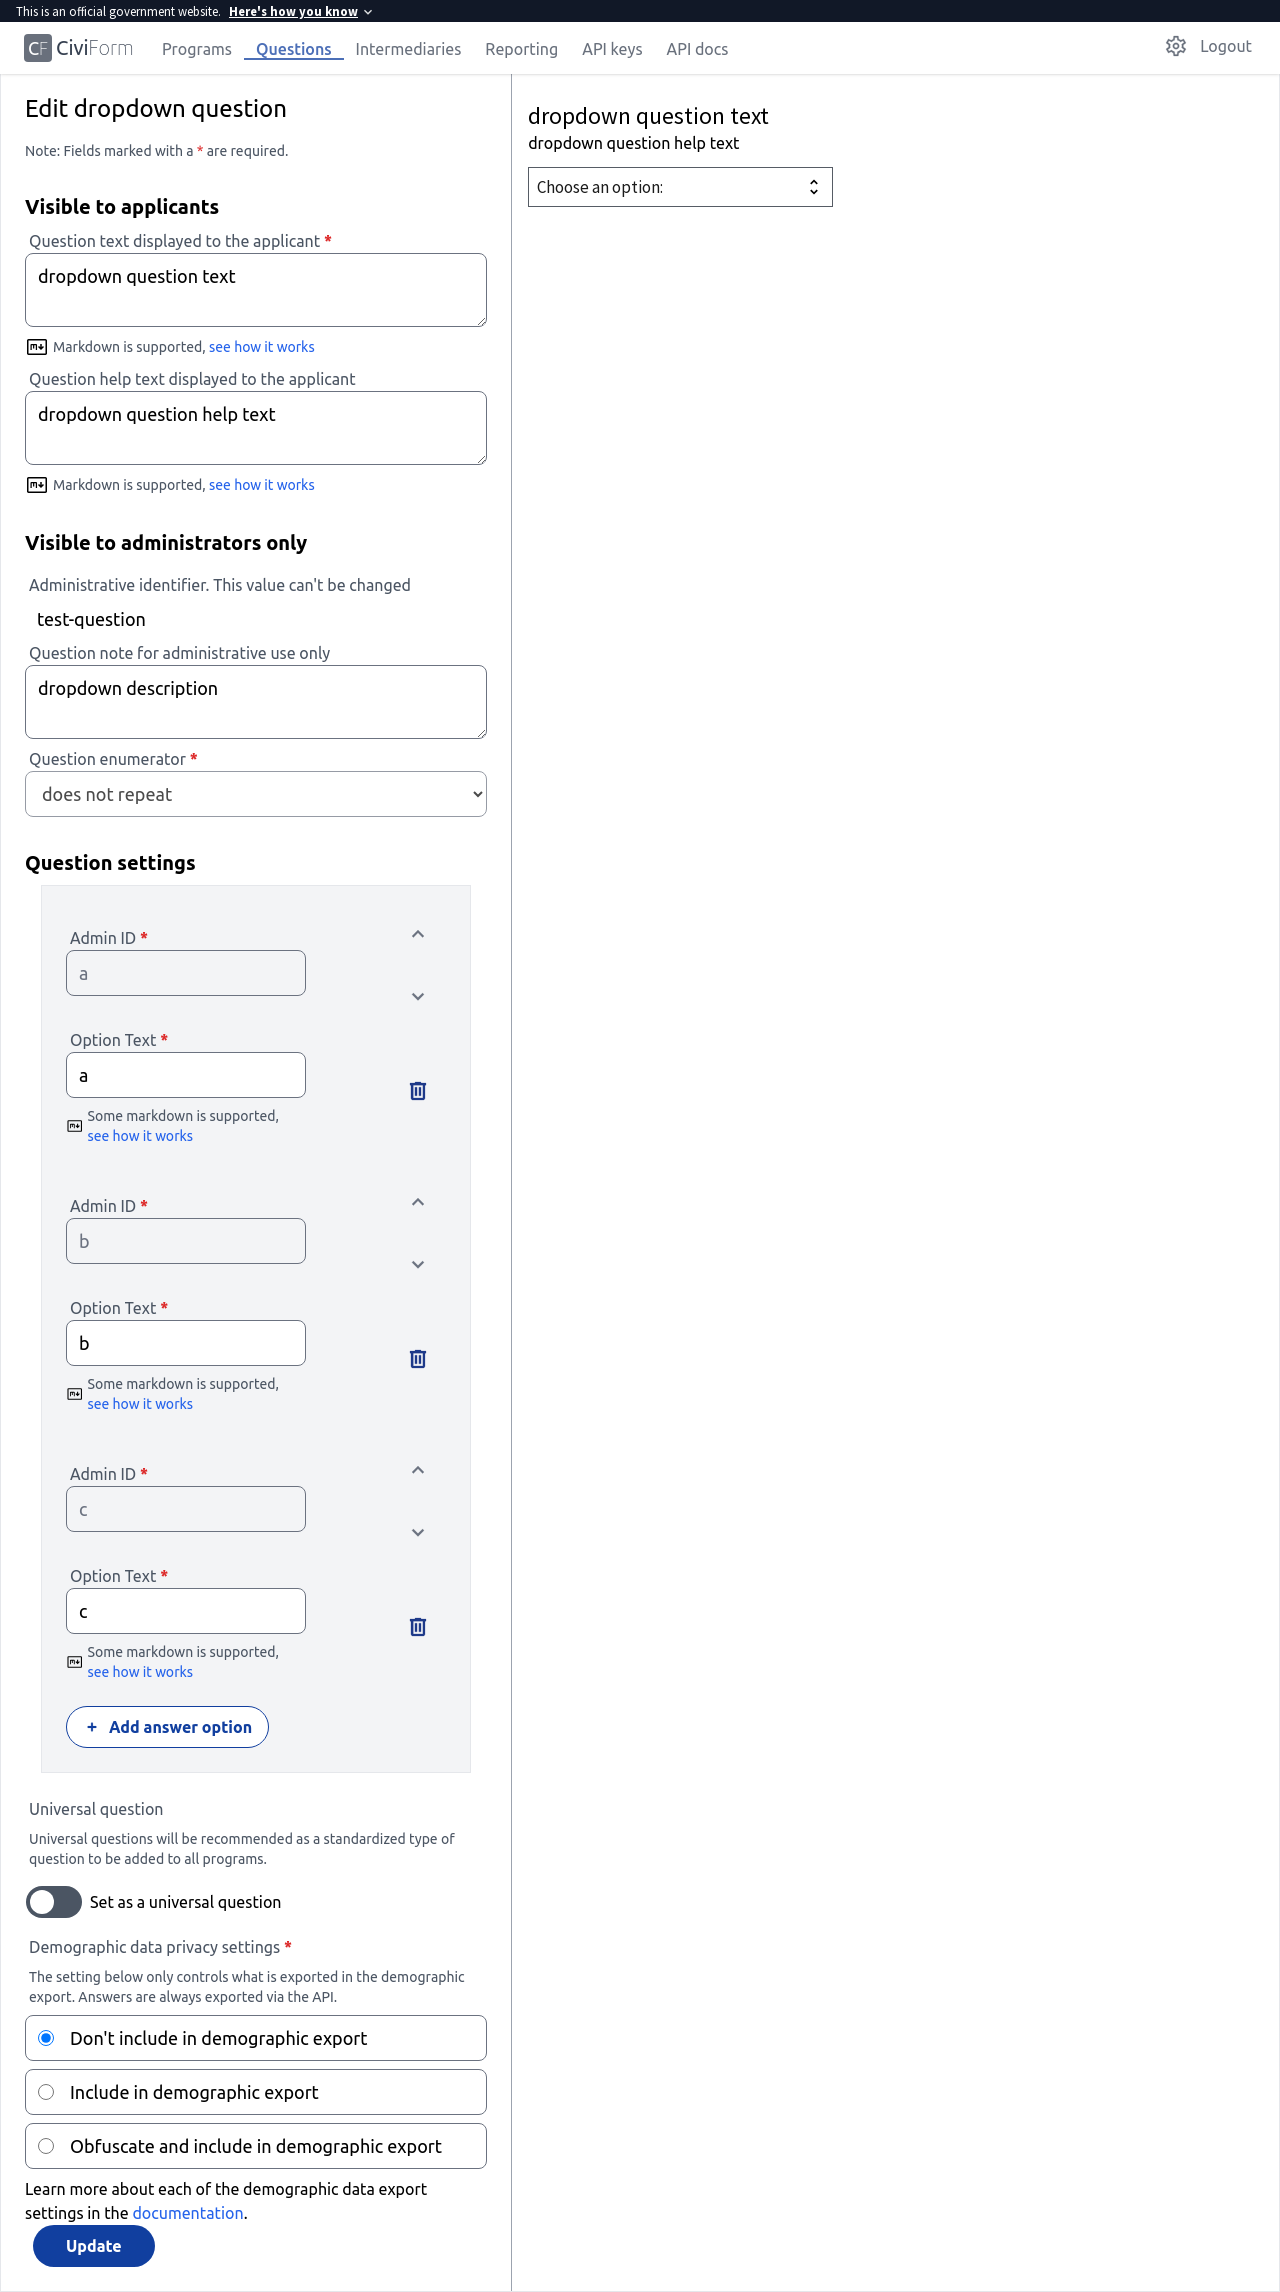 This is an official government website. Here's how you know
CF CiviForm Programs Questions Intermediaries Reporting API keys API docs Logout
Edit dropdown question
Note: Fields marked with a * are required.
Visible to applicants
Question text displayed to the applicant *
dropdown question text
Markdown is supported, see how it works
Question help text displayed to the applicant
dropdown question help text
Markdown is supported, see how it works
Visible to administrators only
Administrative identifier. This value can't be changed
test-question
Question note for administrative use only
dropdown description
Question enumerator *
does not repeat
Question settings
Admin ID *
a
Option Text *
a
Some markdown is supported,
see how it works
Admin ID *
b
Option Text *
b
Some markdown is supported,
see how it works
Admin ID *
c
Option Text *
c
Some markdown is supported,
see how it works
+ Add answer option
Universal question
Universal questions will be recommended as a standardized type of
question to be added to all programs.
Set as a universal question
Demographic data privacy settings *
The setting below only controls what is exported in the demographic
export. Answers are always exported via the API.
Don't include in demographic export
Include in demographic export
Obfuscate and include in demographic export
Learn more about each of the demographic data export
settings in the documentation.
Update
dropdown question text
dropdown question help text
Choose an option: